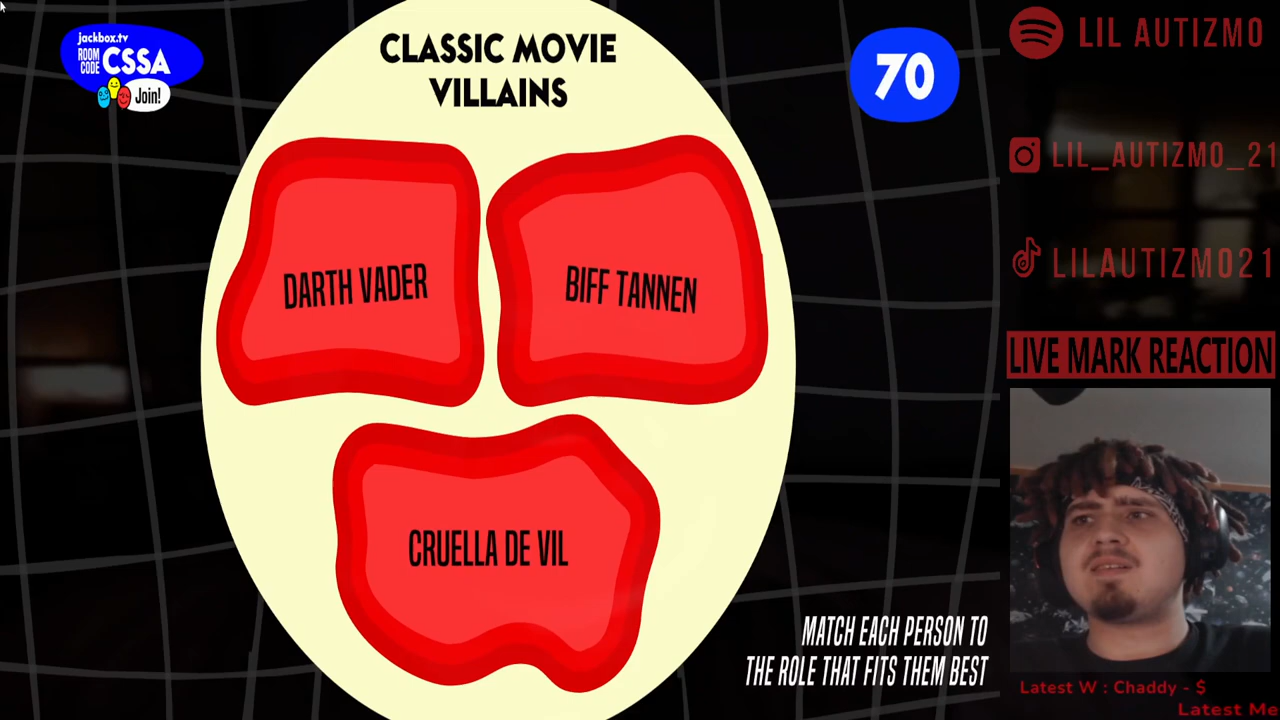 jackbox.tv
ROOM CODE CSSA
Join!
CLASSIC MOVIE
VILLAINS
70
DARTH VADER
BIFF TANNEN
CRUELLA DE VIL
MATCH EACH PERSON TO
THE ROLE THAT FITS THEM BEST
LIL AUTIZMO
LIL_AUTIZMO_21
LILAUTIZMO21
LIVE MARK REACTION
Latest W : Chaddy - $
Latest Me